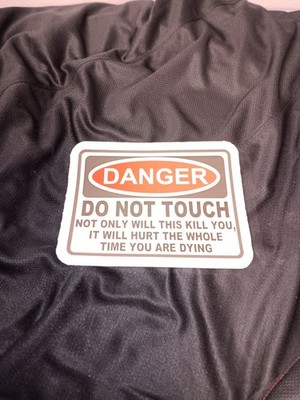 DANGER
DO NOT TOUCH
NOT ONLY WILL THIS KILL YOU,
IT WILL HURT THE WHOLE
TIME YOU ARE DYING